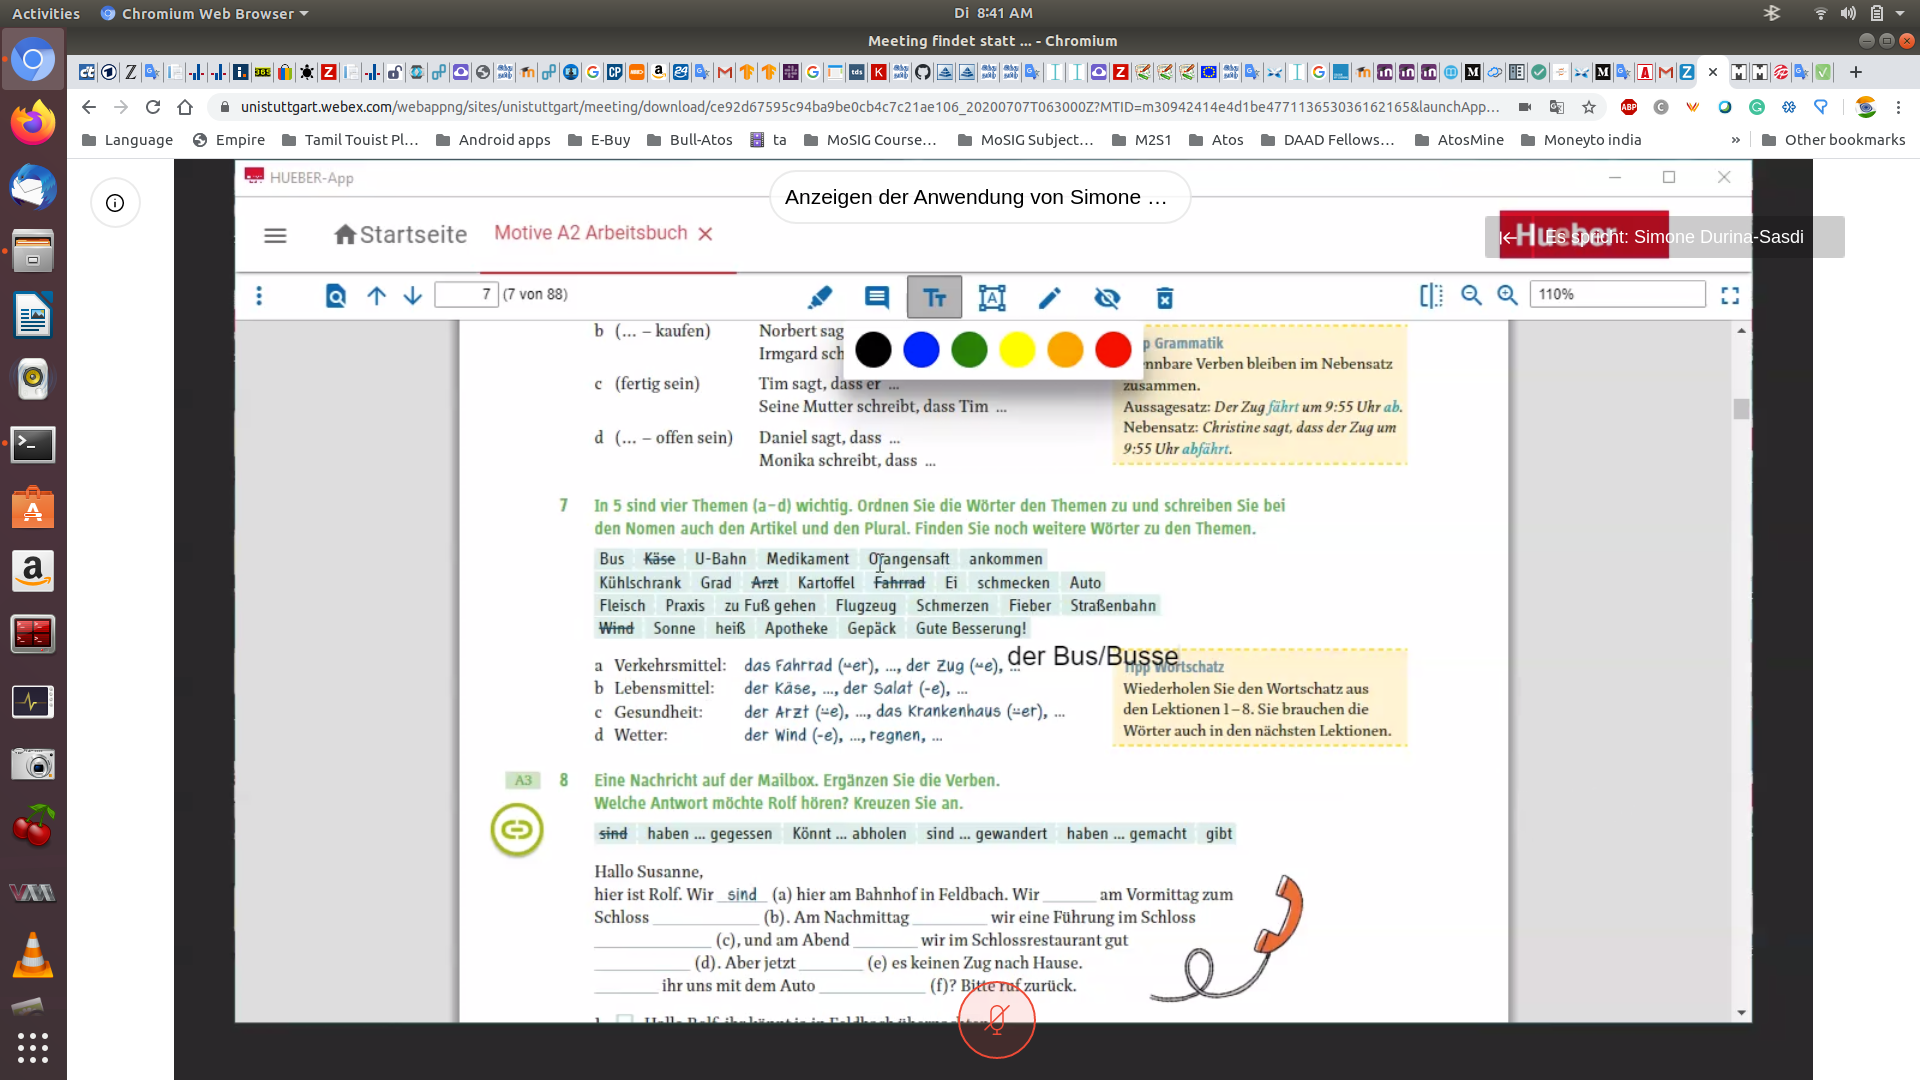 Activities
Chromium Web Browser
Di 8:41 AM
Meeting findet statt ... - Chromium
unistuttgart.webex.com/webappng/sites/unistuttgart/meeting/download/ce92d67595c94ba9be0cb4c7c21ae106_20200707T063000Z?MTID=m30942414e4d1be477113653036162165&launchApp...
Language Empire Tamil Touist Pl... Android apps E-Buy Bull-Atos ta MoSIG Course... MoSIG Subject... M2S1 Atos DAAD Fellows... AtosMine Moneyto india » Other bookmarks
HUEBER-App
Anzeigen der Anwendung von Simone ...
Startseite Motive A2 Arbeitsbuch
Hueber
Es spricht: Simone Durina-Sasdi
7 (7 von 88)
110%
b (... – kaufen) Norbert sag
Irmgard sch
c (fertig sein) Tim sagt, dass er ...
Seine Mutter schreibt, dass Tim ...
d (... – offen sein) Daniel sagt, dass ...
Monika schreibt, dass ...
p Grammatik
ennbare Verben bleiben im Nebensatz
zusammen.
Aussagesatz: Der Zug fährt um 9:55 Uhr ab.
Nebensatz: Christine sagt, dass der Zug um
9:55 Uhr abfährt.
7 In 5 sind vier Themen (a–d) wichtig. Ordnen Sie die Wörter den Themen zu und schreiben Sie bei
den Nomen auch den Artikel und den Plural. Finden Sie noch weitere Wörter zu den Themen.
Bus Käse U-Bahn Medikament Orangensaft ankommen
Kühlschrank Grad Arzt Kartoffel Fahrrad Ei schmecken Auto
Fleisch Praxis zu Fuß gehen Flugzeug Schmerzen Fieber Straßenbahn
Wind Sonne heiß Apotheke Gepäck Gute Besserung!
der Bus/Busse
a Verkehrsmittel: das Fahrrad (-̈er), ..., der Zug (-̈e), ...
b Lebensmittel: der Käse, ..., der Salat (-e), ...
c Gesundheit: der Arzt (-̈e), ..., das Krankenhaus (-̈er), ...
d Wetter: der Wind (-e), ..., regnen, ...
Tipp Wortschatz
Wiederholen Sie den Wortschatz aus
den Lektionen 1–8. Sie brauchen die
Wörter auch in den nächsten Lektionen.
A3 8 Eine Nachricht auf der Mailbox. Ergänzen Sie die Verben.
Welche Antwort möchte Rolf hören? Kreuzen Sie an.
sind haben ... gegessen Könnt ... abholen sind ... gewandert haben ... gemacht gibt
Hallo Susanne,
hier ist Rolf. Wir sind (a) hier am Bahnhof in Feldbach. Wir ______ am Vormittag zum
Schloss ______ (b). Am Nachmittag ______ wir eine Führung im Schloss
______ (c), und am Abend ______ wir im Schlossrestaurant gut
______ (d). Aber jetzt ______ (e) es keinen Zug nach Hause.
______ ihr uns mit dem Auto ______ (f)? Bitte ruf zurück.